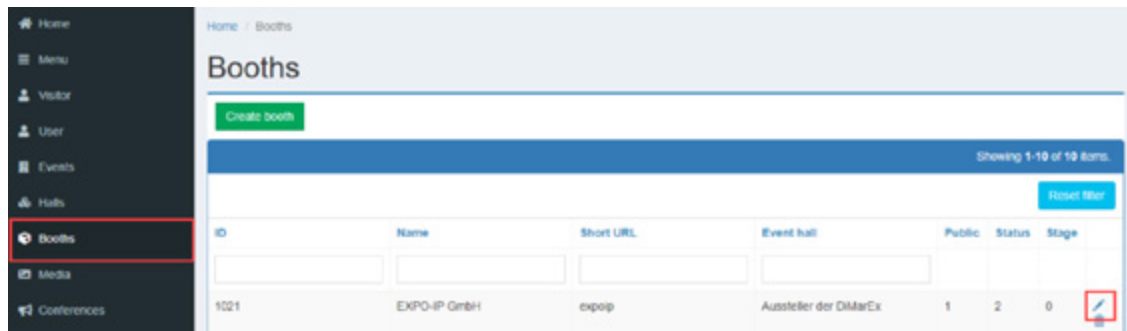 Home
Menu
Visitor
User
Events
Halls
Booths
Media
Conferences
Home / Booths
Booths
Create booth
Showing 1-10 of 10 items.
Reset filter
ID Name Short URL Event hall Public Status Stage
1021 EXPO-IP GmbH expoip Aussteller der DiMarEx 1 2 0